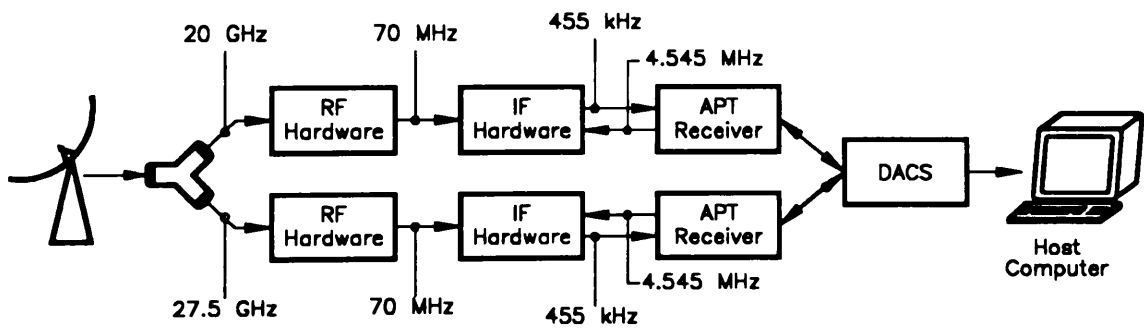 20 GHz
70 MHz
455 kHz
4.545 MHz
RF
Hardware
IF
Hardware
APT
Receiver
DACS
RF
Hardware
IF
Hardware
APT
Receiver
Host
Computer
27.5 GHz
70 MHz
455 kHz
4.545 MHz